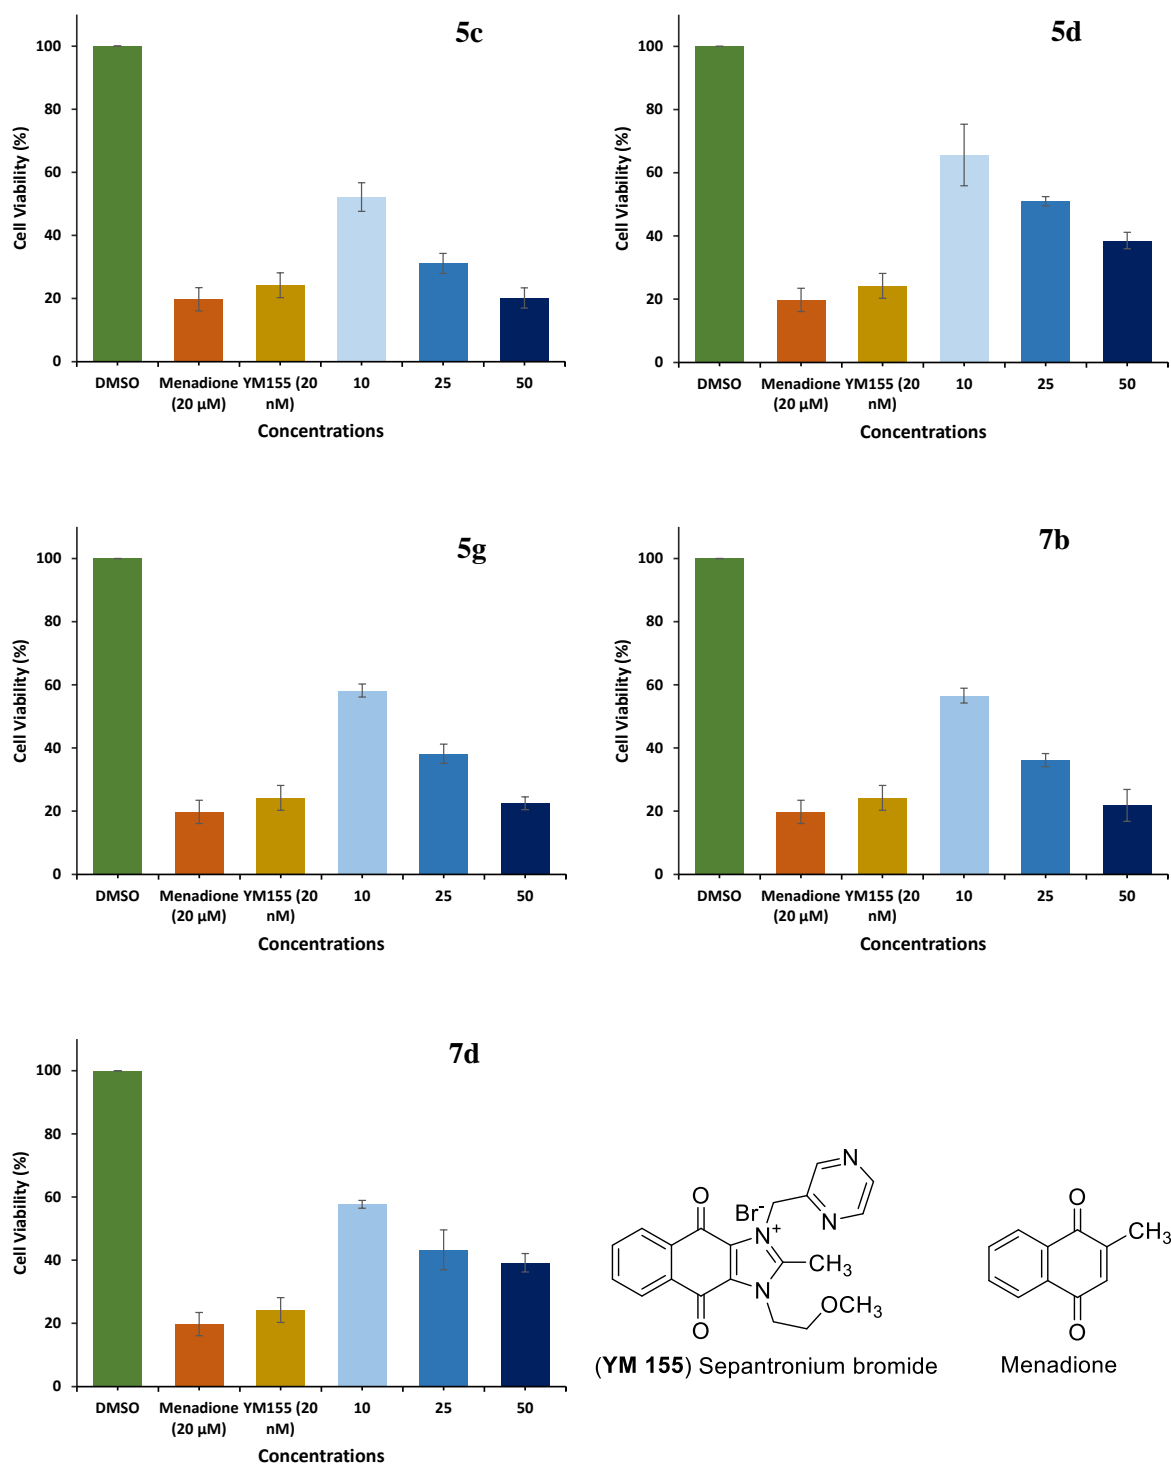 5c
Cell Viability (%)
100
80
60
40
20
0
DMSO
Menadione
(20 µM)
YM155 (20
nM)
10
25
50
Concentrations
5d
Cell Viability (%)
100
80
60
40
20
0
DMSO
Menadione
(20 µM)
YM155 (20
nM)
10
25
50
Concentrations
5g
Cell Viability (%)
100
80
60
40
20
0
DMSO
Menadione
(20 µM)
YM155 (20
nM)
10
25
50
Concentrations
7b
Cell Viability (%)
100
80
60
40
20
0
DMSO
Menadione
(20 µM)
YM155 (20
nM)
10
25
50
Concentrations
7d
Cell Viability (%)
100
80
60
40
20
0
DMSO
Menadione
(20 µM)
YM155 (20
nM)
10
25
50
Concentrations
N
O
Br-
N
N+
CH3
N
OCH3
O
(YM 155) Sepantronium bromide
O
CH3
O
Menadione